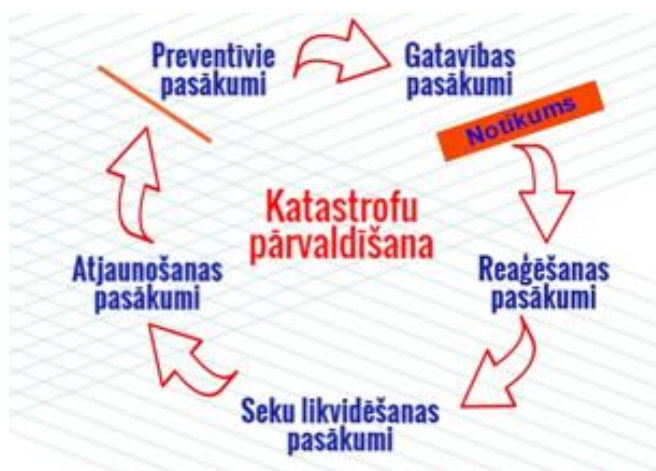 Preventīvie
pasākumi
Gatavības
pasākumi
Notikums
Katastrofu
pārvaldīšana
Reaģēšanas
pasākumi
Seku likvidēšanas
pasākumi
Atjaunošanas
pasākumi